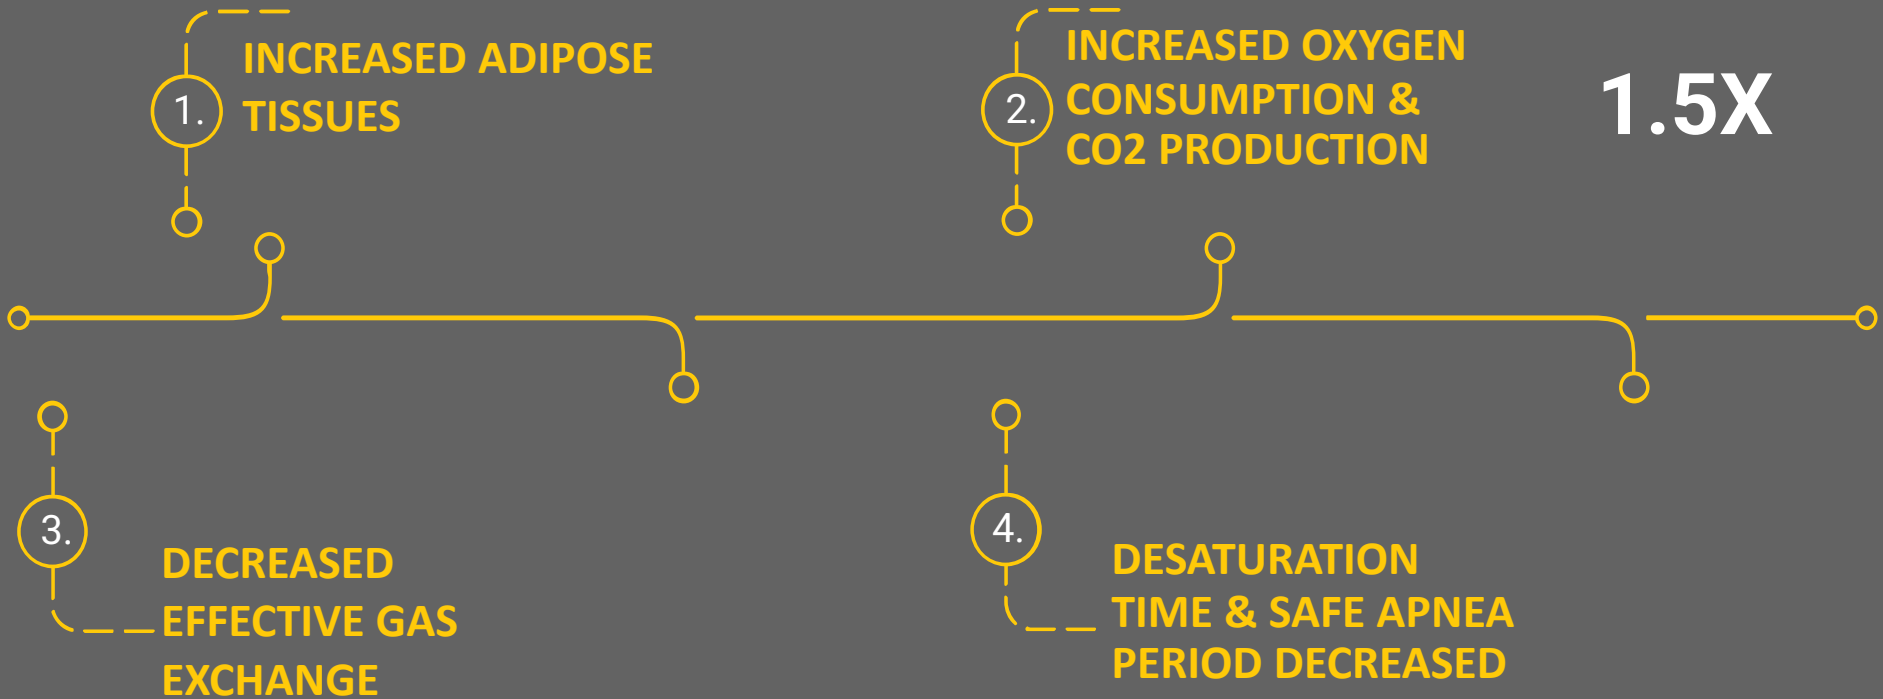 1.
INCREASED ADIPOSE
TISSUES
2.
INCREASED OXYGEN
CONSUMPTION &
CO2 PRODUCTION
1.5X
3.
DECREASED
EFFECTIVE GAS
EXCHANGE
4.
DESATURATION
TIME & SAFE APNEA
PERIOD DECREASED